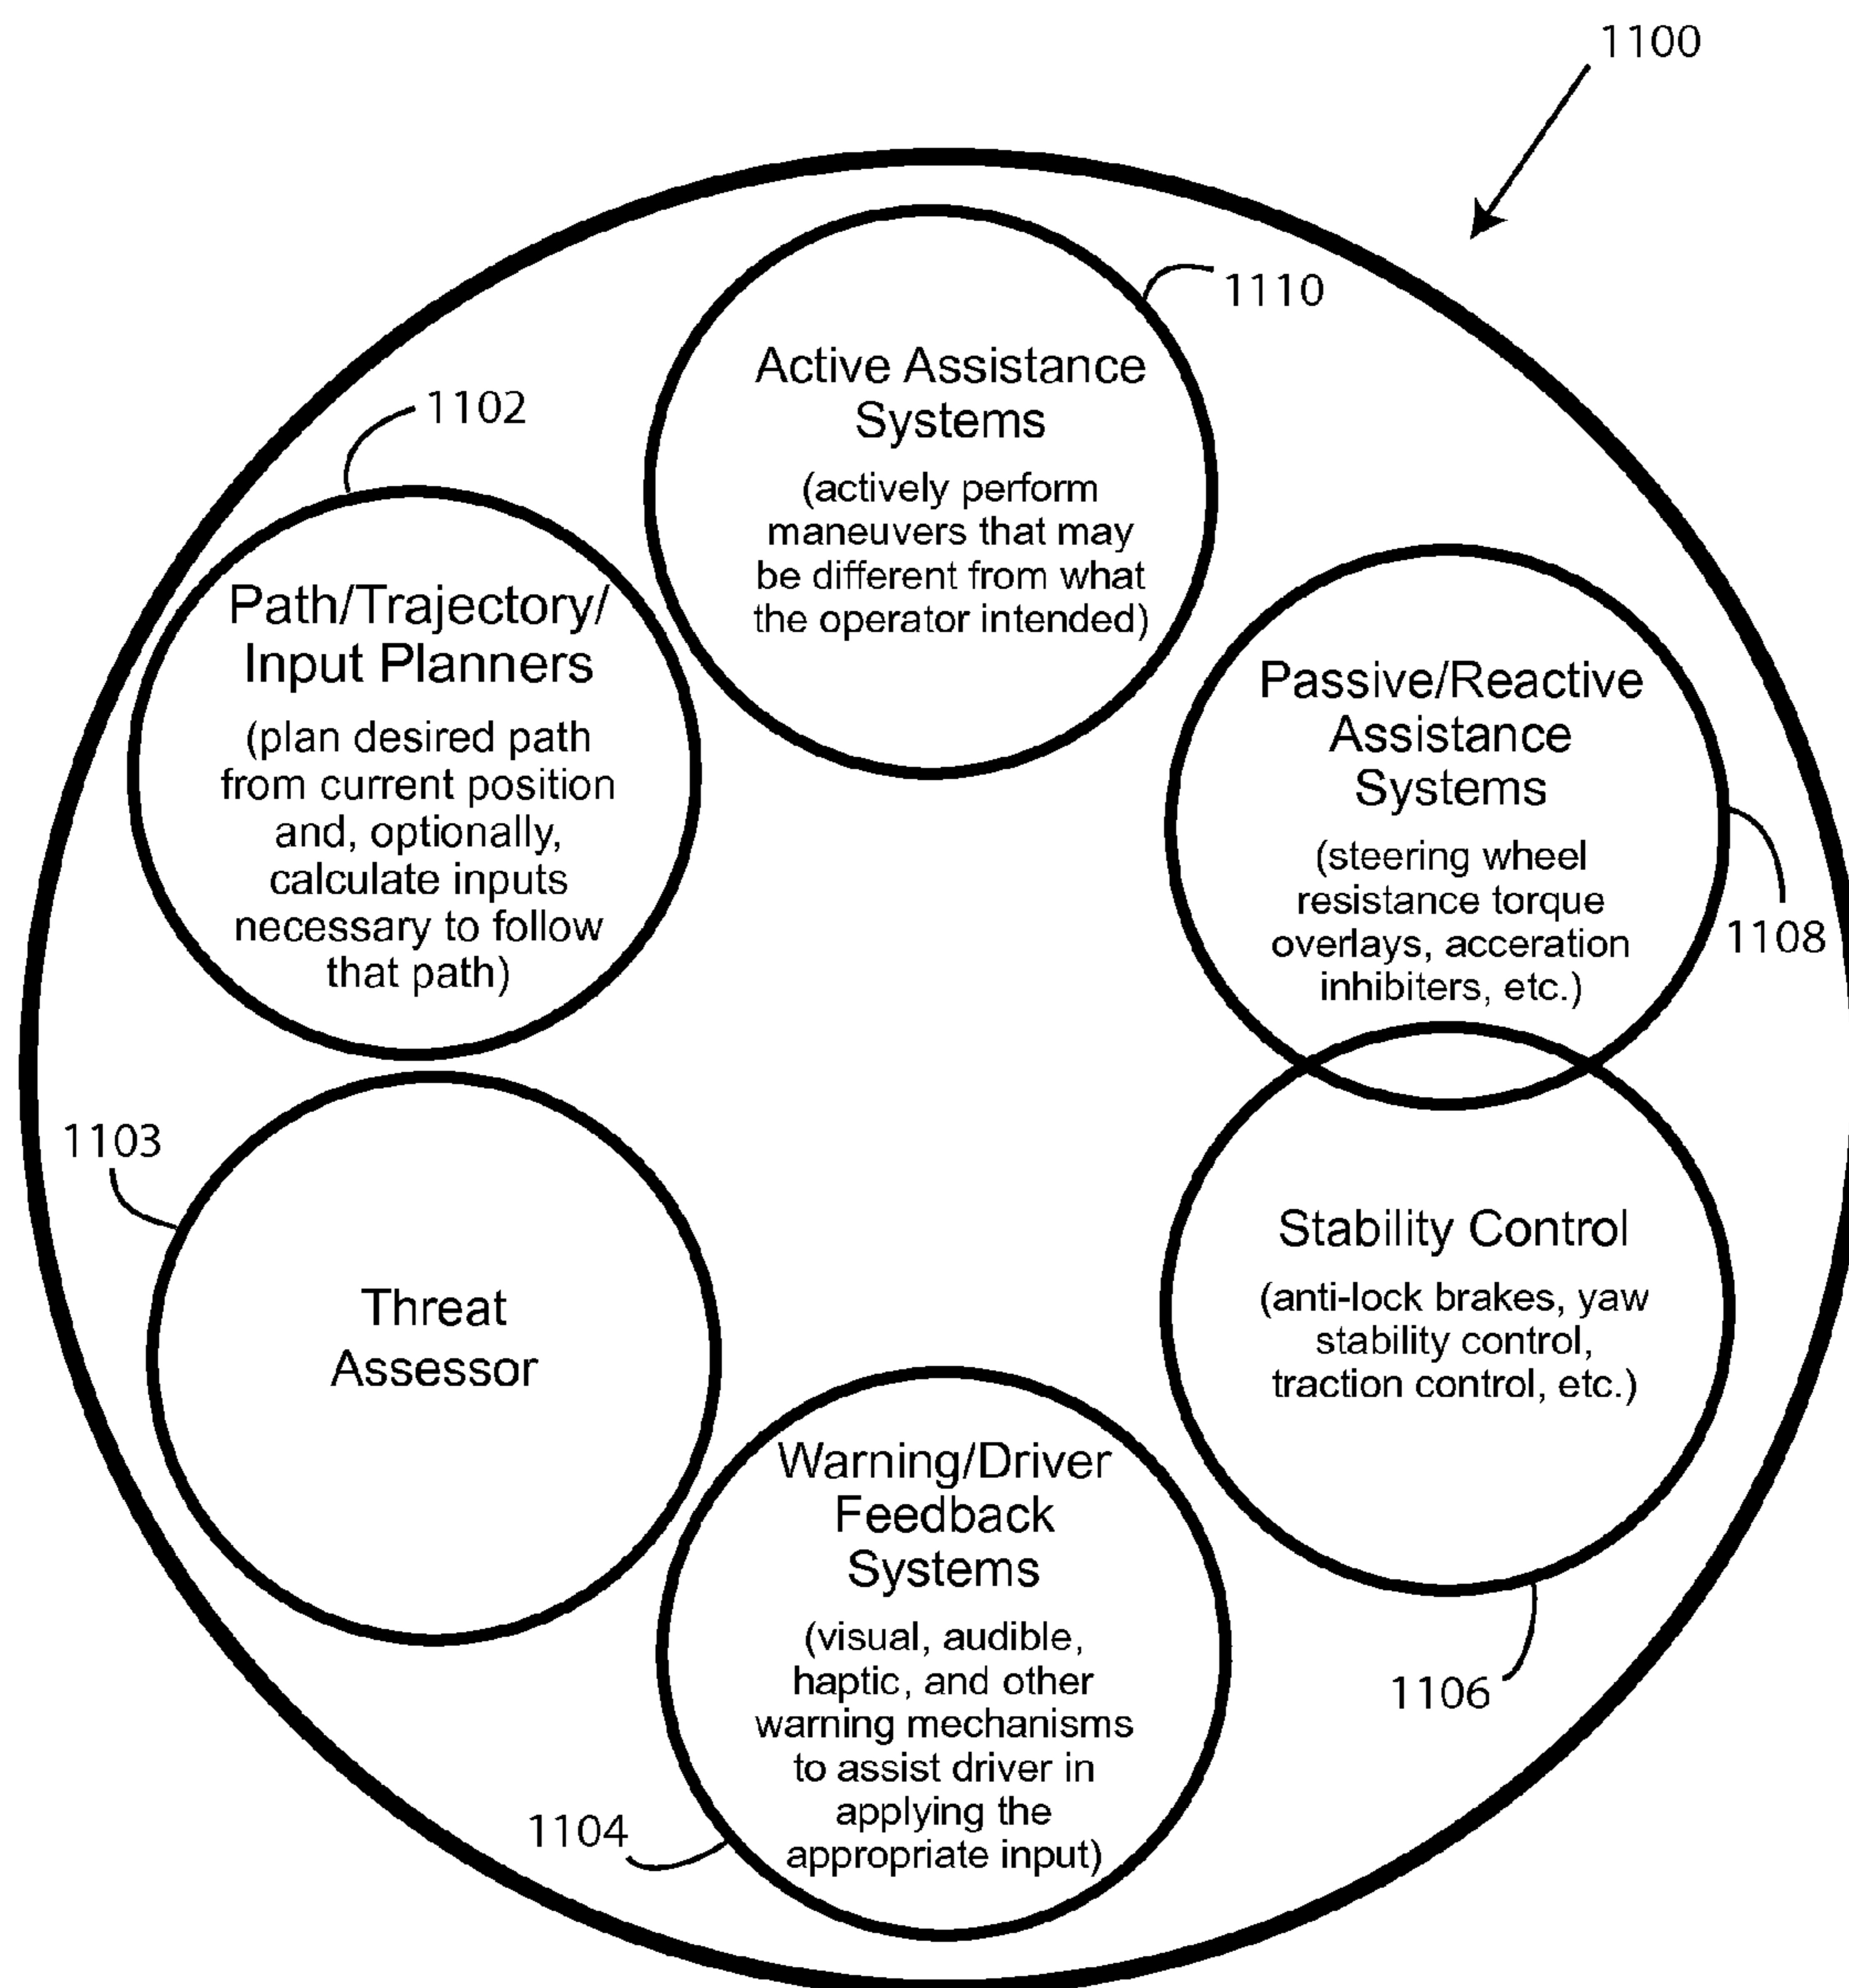 1100
1110
Active Assistance
Systems
(actively perform
maneuvers that may
be different from what
the operator intended)
1102
Path/Trajectory/
Input Planners
(plan desired path
from current position
and, optionally,
calculate inputs
necessary to follow
that path)
Passive/Reactive
Assistance
Systems
(steering wheel
resistance torque
overlays, acceration
inhibiters, etc.)
1108
1103
Threat
Assessor
Stability Control
(anti-lock brakes, yaw
stability control,
traction control, etc.)
1106
Warning/Driver
Feedback
Systems
(visual, audible,
haptic, and other
warning mechanisms
to assist driver in
applying the
appropriate input)
1104